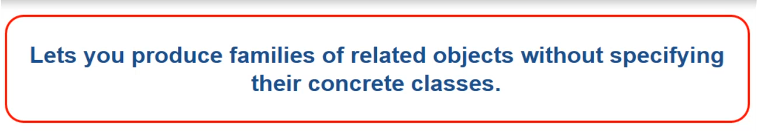 Lets you produce families of related objects without specifying
their concrete classes.